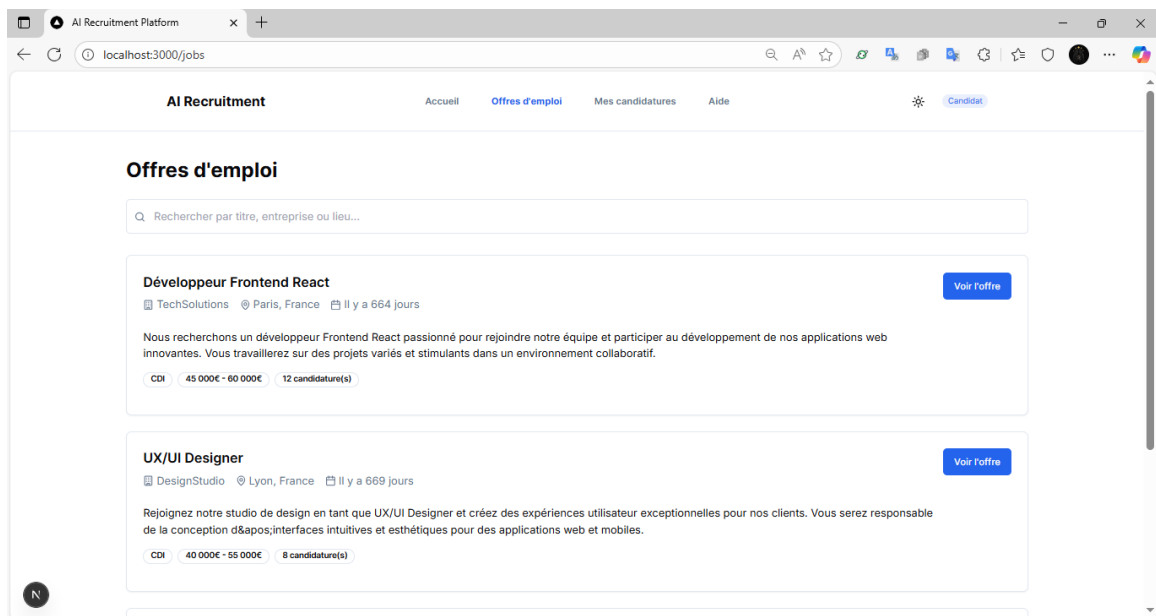 AI Recruitment Platform
localhost:3000/jobs
AI Recruitment
Accueil
Offres d'emploi
Mes candidatures
Aide
Candidat
Offres d'emploi
Rechercher par titre, entreprise ou lieu...
Développeur Frontend React
Voir l'offre
TechSolutions Paris, France Il y a 664 jours
Nous recherchons un développeur Frontend React passionné pour rejoindre notre équipe et participer au développement de nos applications web
innovantes. Vous travaillerez sur des projets variés et stimulants dans un environnement collaboratif.
CDI 45 000€ - 60 000€ 12 candidature(s)
UX/UI Designer
Voir l'offre
DesignStudio Lyon, France Il y a 669 jours
Rejoignez notre studio de design en tant que UX/UI Designer et créez des expériences utilisateur exceptionnelles pour nos clients. Vous serez responsable
de la conception d&apos;interfaces intuitives et esthétiques pour des applications web et mobiles.
CDI 40 000€ - 55 000€ 8 candidature(s)
N